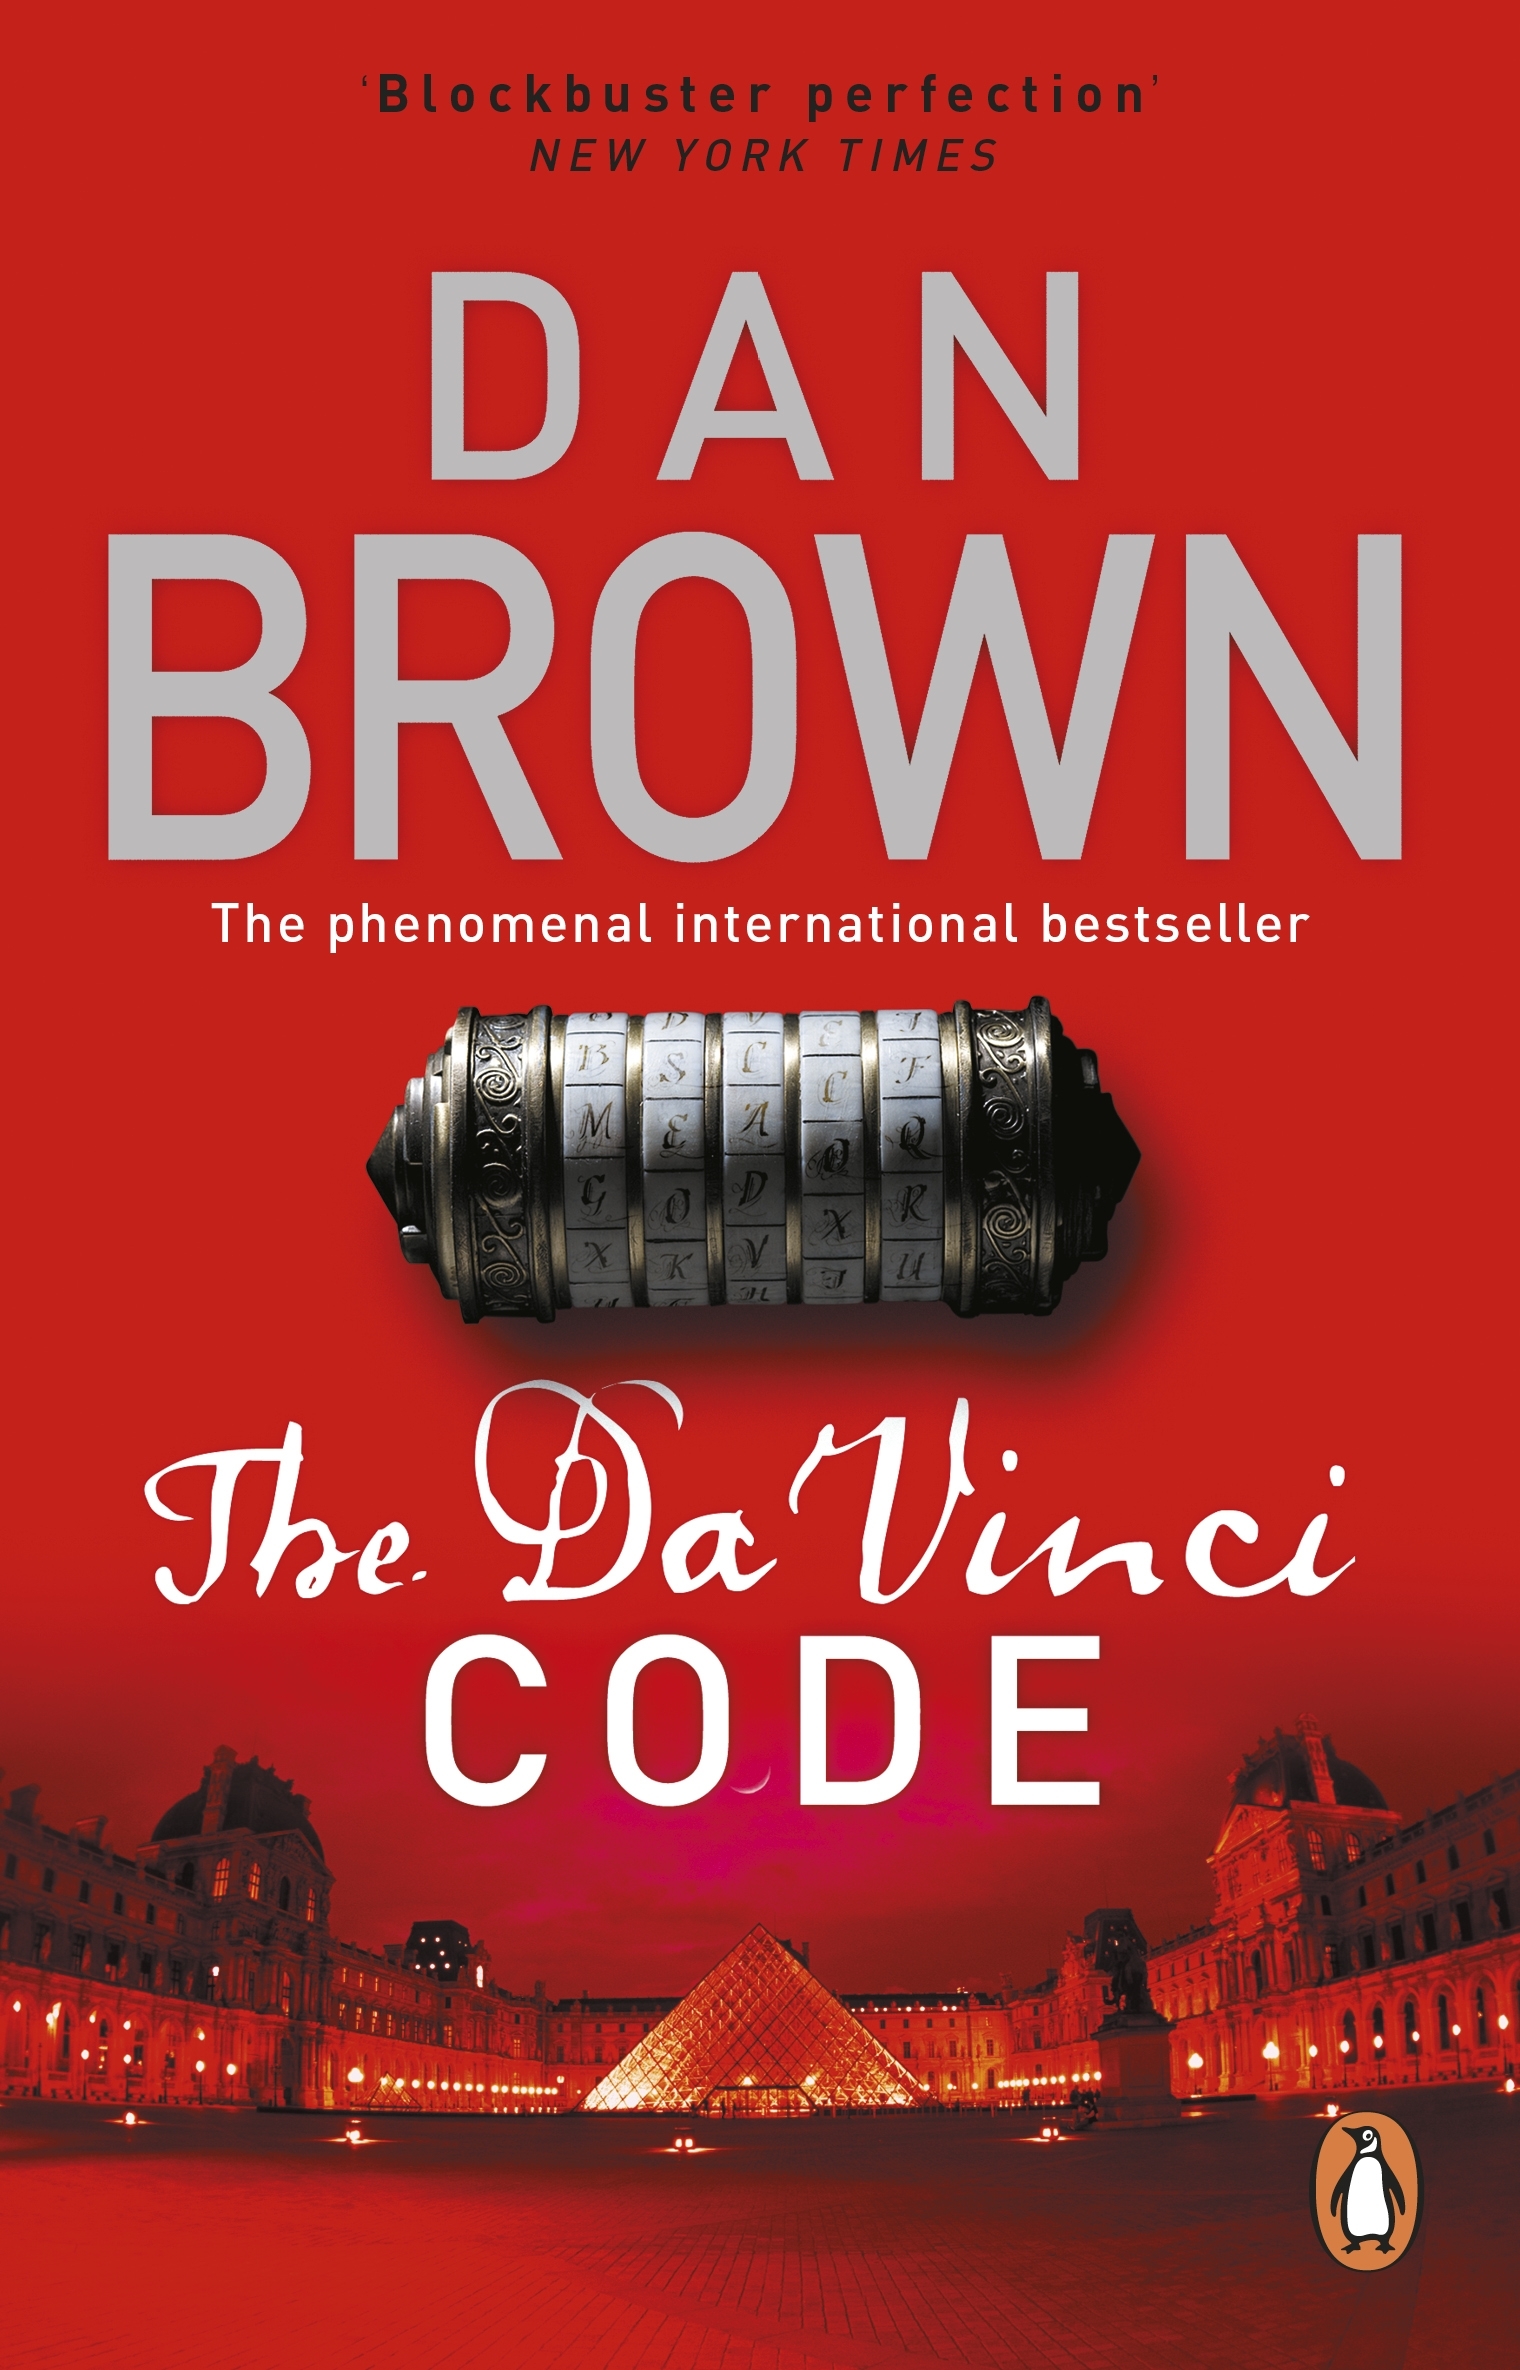 ‘Blockbuster perfection’
NEW YORK TIMES
DAN
BROWN
The phenomenal international bestseller
B S C E F
M E A C Q
G O D Q R
X K V X U
The Da Vinci
CODE